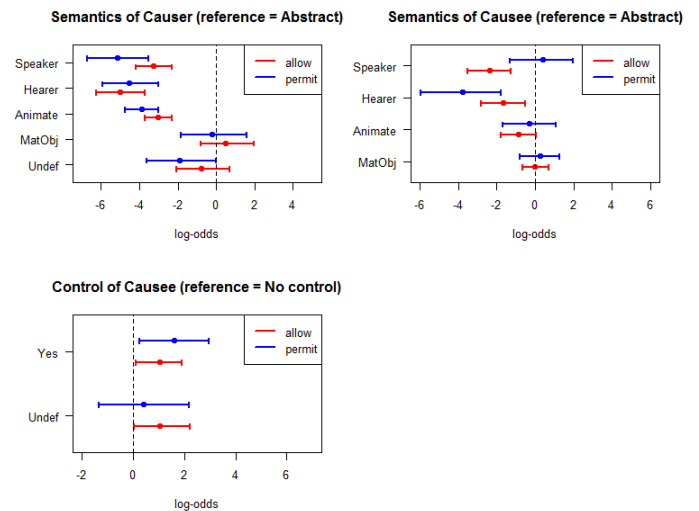 Semantics of Causer (reference = Abstract)
Speaker
Hearer
Animate
MatObj
Undef
allow
permit
-6 -4 -2 0 2 4
log-odds
Semantics of Causee (reference = Abstract)
Speaker
Hearer
Animate
MatObj
allow
permit
-6 -4 -2 0 2 4 6
log-odds
Control of Causee (reference = No control)
Yes
Undef
allow
permit
-2 0 2 4 6
log-odds